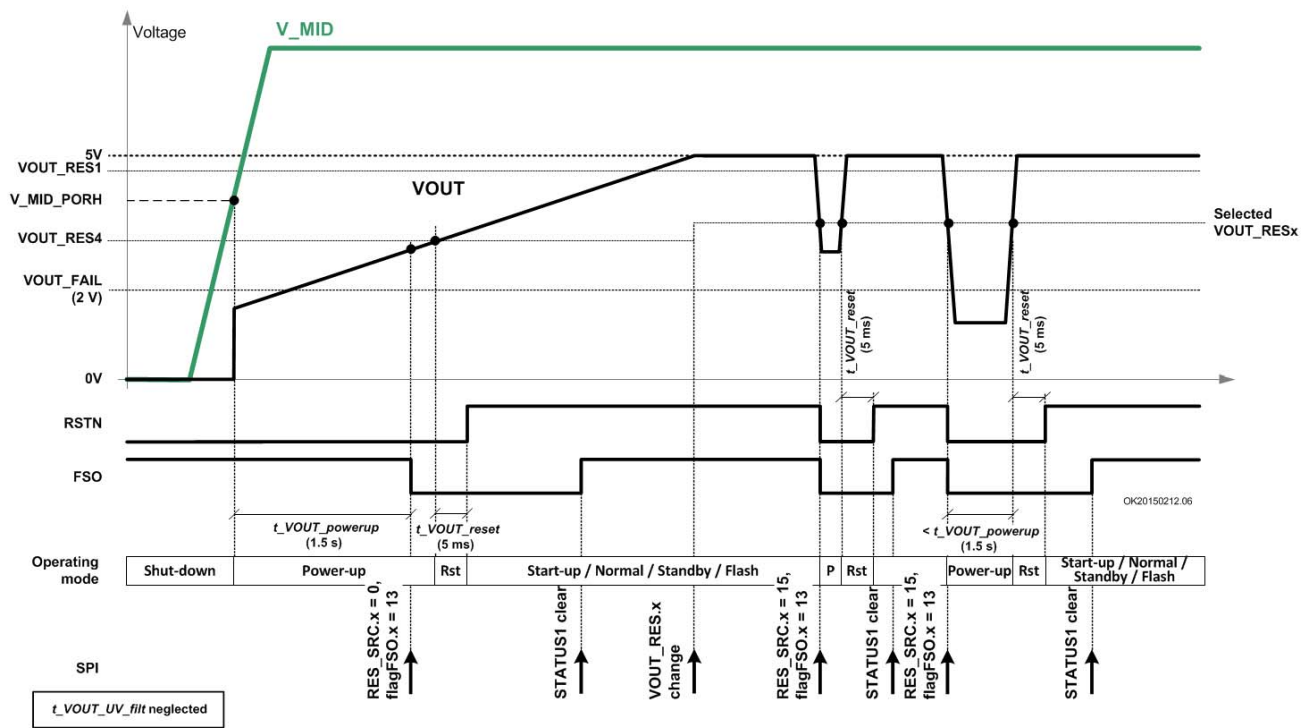 Voltage
V_MID
5V
VOUT_RES1
VOUT
V_MID_PORH
Selected
VOUT_RESx
VOUT_RES4
VOUT_FAIL
(2 V)
t_VOUT_reset
(5 ms)
t_VOUT_reset
(5 ms)
0V
RSTN
FSO
OK20150212.06
t_VOUT_powerup
(1.5 s)
t_VOUT_reset
(5 ms)
< t_VOUT_powerup
(1.5 s)
Operating
mode
Shut-down
Power-up
Rst
Start-up / Normal / Standby / Flash
P
Rst
Power-up
Rst
Start-up / Normal /
Standby / Flash
RES_SRC.x = 0,
flagFSO.x = 13
STATUS1 clear
VOUT_RES.x
change
RES_SRC.x = 15,
flagFSO.x = 13
STATUS1 clear
RES_SRC.x = 15,
flagFSO.x = 13
STATUS1 clear
SPI
t_VOUT_UV_filt neglected